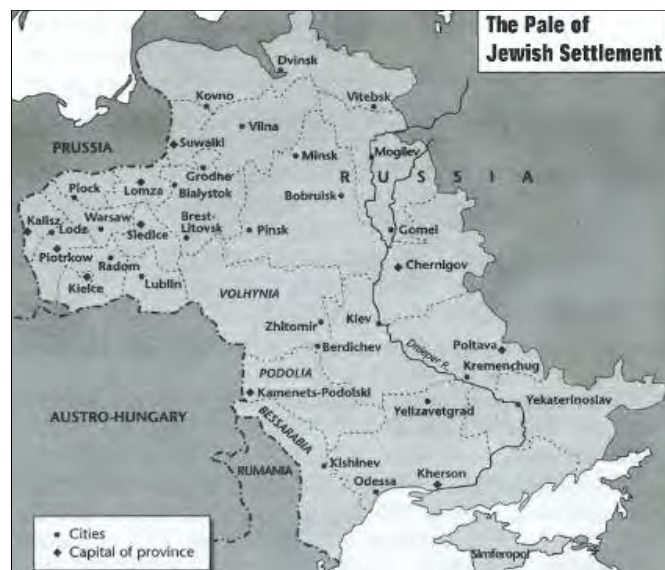 The Pale of
Jewish Settlement
Dvinsk
Kovno
Vitebsk
Vilna
PRUSSIA
Suwalki
Minsk
Mogilev
RUSSIA
Grodne
Lomza
Bialystok
Plock
Bobruisk
Kalisz
Lodz
Warsaw
Siedlce
Brest-
Litovsk
Pinsk
Gomel
Piotrkow
Radom
Chernigov
Kielce
Lublin
VOLHYNIA
Zhitomir
Kiev
Berdichev
Dnieper R.
Poltava
Kremenchug
PODOLIA
Kamenets-Podolski
AUSTRO-HUNGARY
BESSARABIA
Yelizavetgrad
Yekaterinoslav
RUMANIA
Kishinev
Odessa
Kherson
Cities
Capital of province
Simferopol